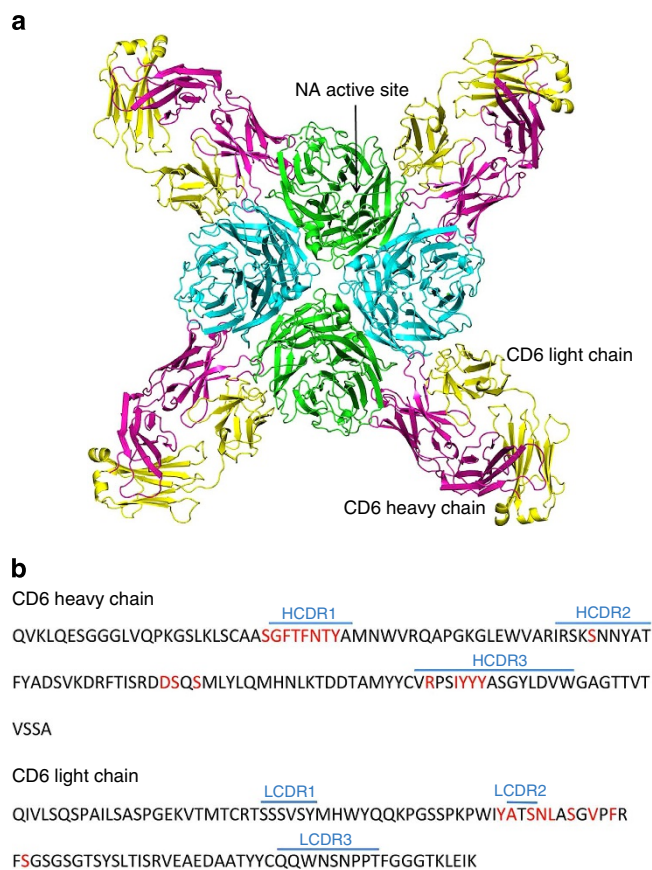 a
NA active site
CD6 light chain
CD6 heavy chain
b
CD6 heavy chain
HCDR1
HCDR2
QVKLQESGGGLVQPKGSLKLSCAASGFTFNTYAMNWVRQAPGKGLEWVARIRSKSNNYAT
HCDR3
FYADSVKDRFTISRDDSQSMLYLQMHNLKTDDTAMYYCVRPSIYYYASGYLDVWGAGTTVT
VSSA
CD6 light chain
LCDR1
LCDR2
QIVLSQSPAILSASPGEKVTMTCRTSSSVSYMHWYQQKPGSSPKPWIYATSNLASGVPFR
LCDR3
FSGSGSGTSYSLTISRVEAEDAATYYCQQWNSNPPTFGGGTKLEIK